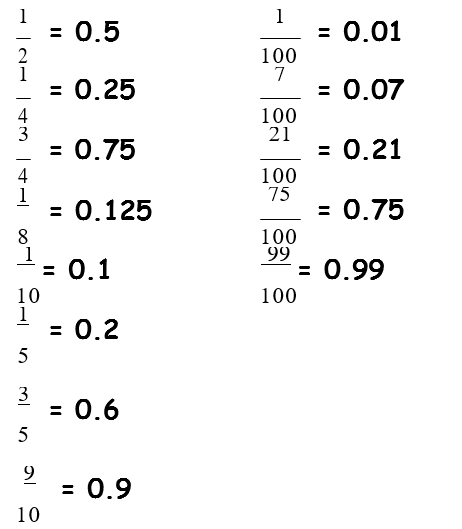 1/2 = 0.5
1/4 = 0.25
3/4 = 0.75
1/8 = 0.125
1/10 = 0.1
1/5 = 0.2
3/5 = 0.6
9/10 = 0.9
1/100 = 0.01
7/100 = 0.07
21/100 = 0.21
75/100 = 0.75
99/100 = 0.99